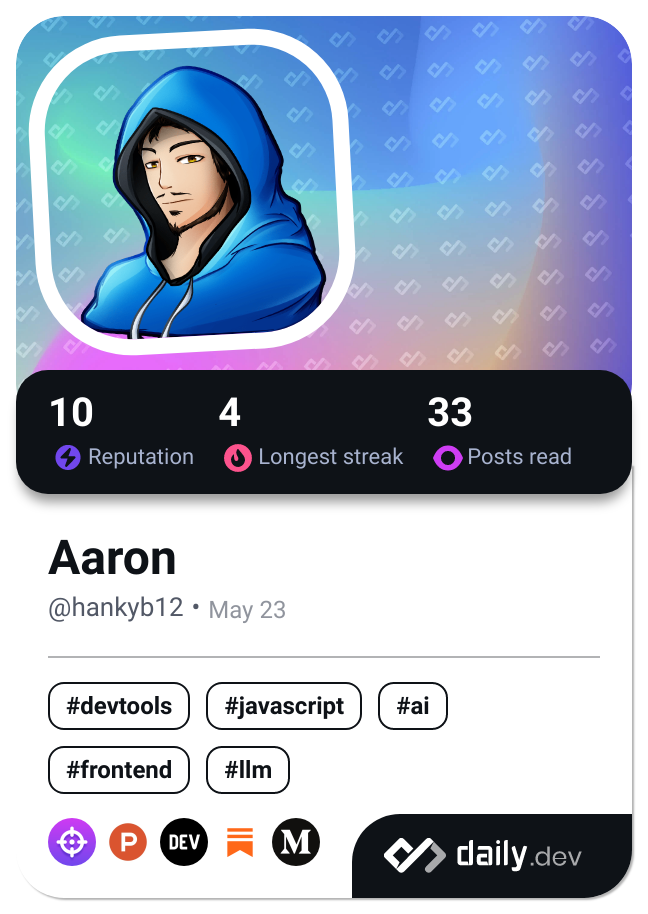 10 4 33
Reputation Longest streak Posts read
Aaron
@hankyb12 • May 23
#devtools #javascript #ai
#frontend #llm
P DEV M
daily.dev